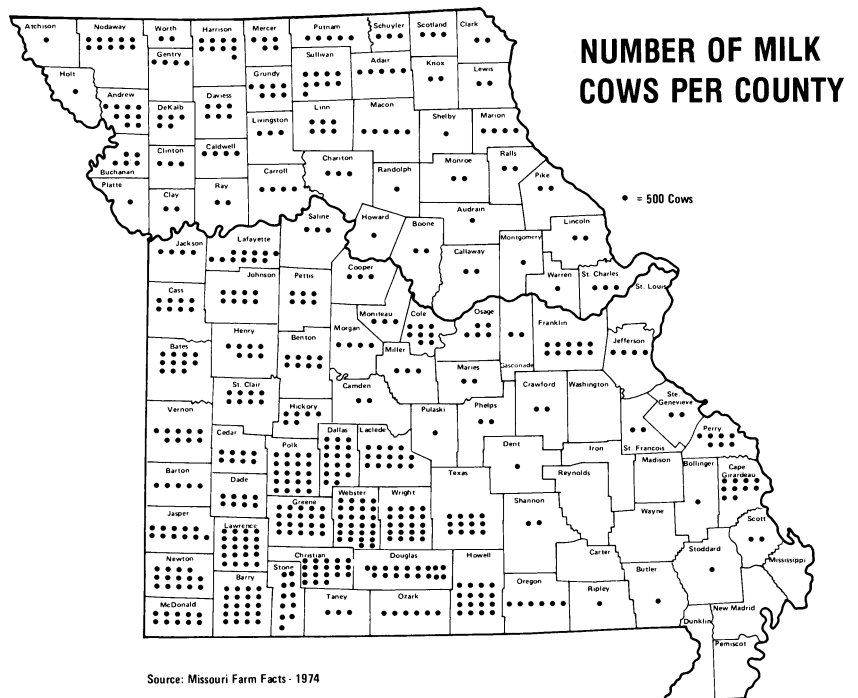 NUMBER OF MILK
COWS PER COUNTY
• = 500 Cows
Atchison
Nodaway
Worth
Harrison
Mercer
Putnam
Schuyler
Scotland
Clark
Gentry
Sullivan
Adair
Knox
Lewis
Holt
Andrew
DeKalb
Daviess
Grundy
Linn
Macon
Shelby
Marion
Livingston
Buchanan
Clinton
Caldwell
Chariton
Randolph
Monroe
Ralls
Pike
Platte
Clay
Ray
Carroll
Saline
Howard
Boone
Audrain
Lincoln
Montgomery
Callaway
Warren
St. Charles
St. Louis
Jackson
Lafayette
Cooper
Cass
Johnson
Pettis
Moniteau
Cole
Osage
Franklin
Jefferson
Gasconade
Bates
Henry
Benton
Morgan
Miller
Maries
Crawford
Washington
Ste.
Genevieve
St. Clair
Camden
Vernon
Hickory
Pulaski
Phelps
St. Francois
Perry
Cedar
Polk
Dallas
Laclede
Dent
Iron
Madison
Bollinger
Cape
Girardeau
Barton
Dade
Texas
Reynolds
Wayne
Greene
Webster
Wright
Shannon
Jasper
Lawrence
Scott
Newton
Christian
Douglas
Howell
Carter
Stoddard
Mississippi
Barry
Stone
Butler
McDonald
Taney
Ozark
Oregon
Ripley
New Madrid
Dunklin
Pemiscot
Source: Missouri Farm Facts - 1974